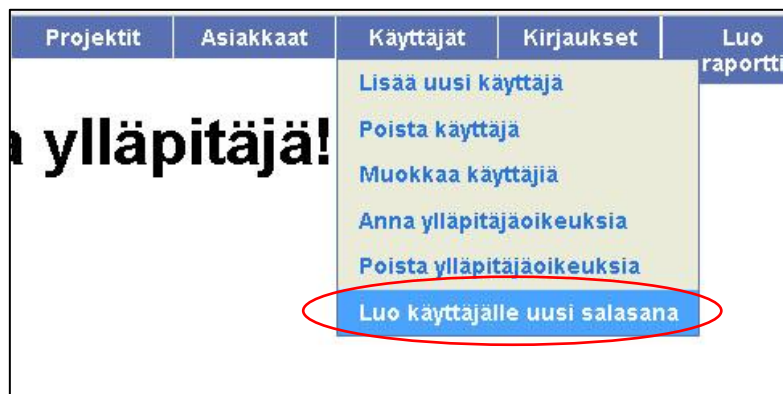 Projektit Asiakkaat Käyttäjät Kirjaukset Luo
raportti
Lisää uusi käyttäjä
ylläpitäjä!
Poista käyttäjä
Muokkaa käyttäjiä
Anna ylläpitäjäoikeuksia
Poista ylläpitäjäoikeuksia
Luo käyttäjälle uusi salasana